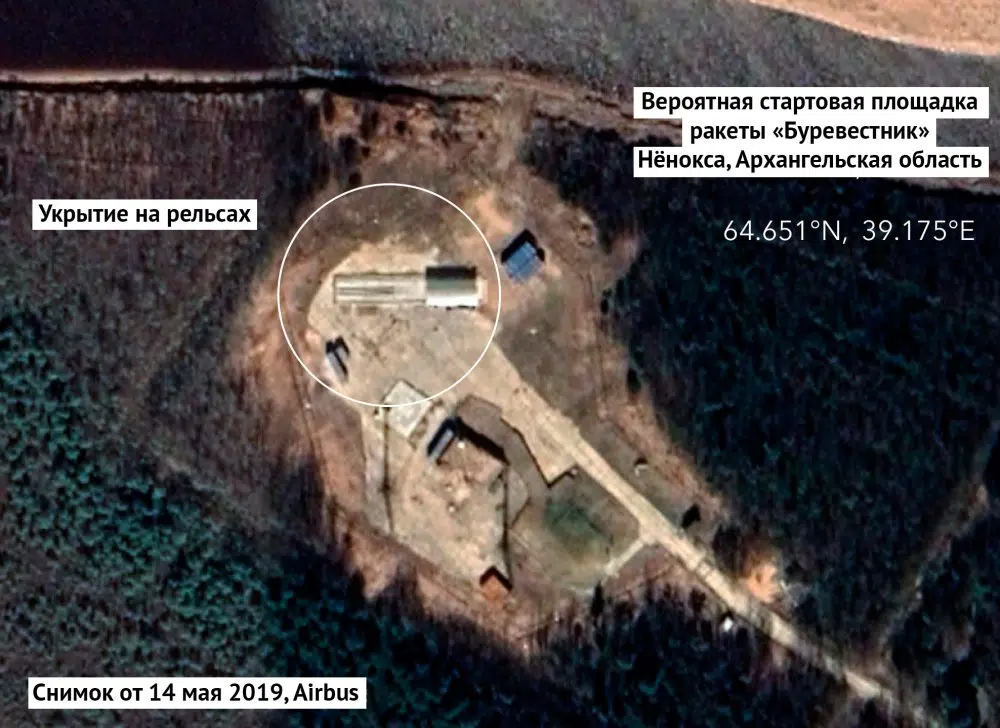 Вероятная стартовая площадка
ракеты «Буревестник»
Нёнокса, Архангельская область
Укрытие на рельсах
64.651°N, 39.175°E
Снимок от 14 мая 2019, Airbus